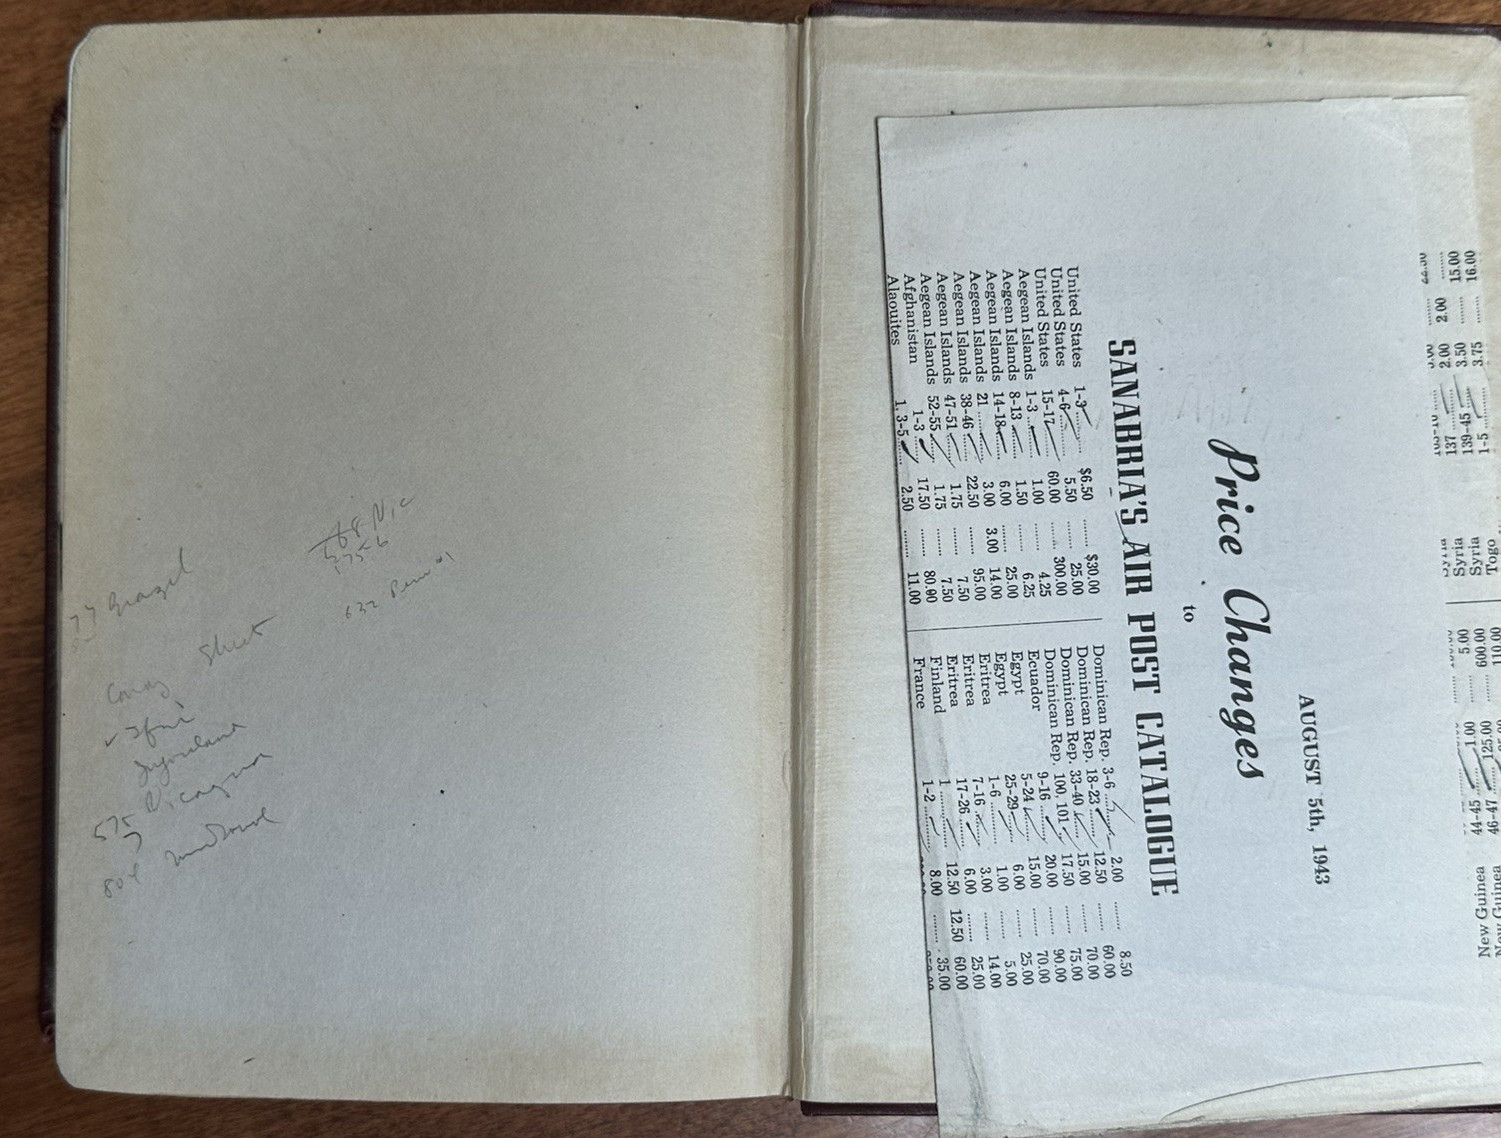 AUGUST 5th, 1943
Price Changes
to
SANABRIA'S AIR POST CATALOGUE
United States 1-3 ........ $6.50 ........ $30.00
United States 4-6 ........ 5.50 ........ 25.00
United States 15-17 ........ 60.00 ........ 300.00
Aegean Islands 1-3 ........ 1.00 ........ 4.25
Aegean Islands 8-13 ........ 1.50 ........ 6.25
Aegean Islands 14-18 ........ 6.00 ........ 25.00
Aegean Islands 21 ........ 3.00 3.00 14.00
Aegean Islands 38-46 ........ 22.50 ........ 95.00
Aegean Islands 47-51 ........ 1.75 ........ 7.50
Aegean Islands 52-55 ........ 1.75 ........ 7.50
Afghanistan 1-3 ........ 17.50 ........ 80.00
Alaouites 1, 3-5 ........ 2.50 ........ 11.00
Dominican Rep. 3-6 ........ 2.00 ........ 8.50
Dominican Rep. 18-23 ........ 12.50 ........ 60.00
Dominican Rep. 33-40 ........ 15.00 ........ 70.00
Dominican Rep. 100, 101 ........ 17.50 ........ 75.00
Ecuador 9-16 ........ 20.00 ........ 90.00
Egypt 5-24 ........ 15.00 ........ 70.00
Egypt 25-29 ........ 6.00 ........ 25.00
Eritrea 1-6 ........ 1.00 ........ 5.00
Eritrea 7-16 ........ 3.00 ........ 14.00
Eritrea 17-26 ........ 6.00 ........ 25.00
Finland 1 ........ 12.50 12.50 60.00
France 1-2 ........ 8.00 ........ 35.00
New Guinea 44-45 ........ 1.00 ........ 5.00
46-47 ........ 125.00 ........ 600.00
110.00
Syria 137 ........ 2.00 2.00
Syria 139-45 ........ 3.50 ........ 15.00
Togo 1-5 ........ 3.75 ........ 16.00
Brazil
Sheet
568 Nic
575